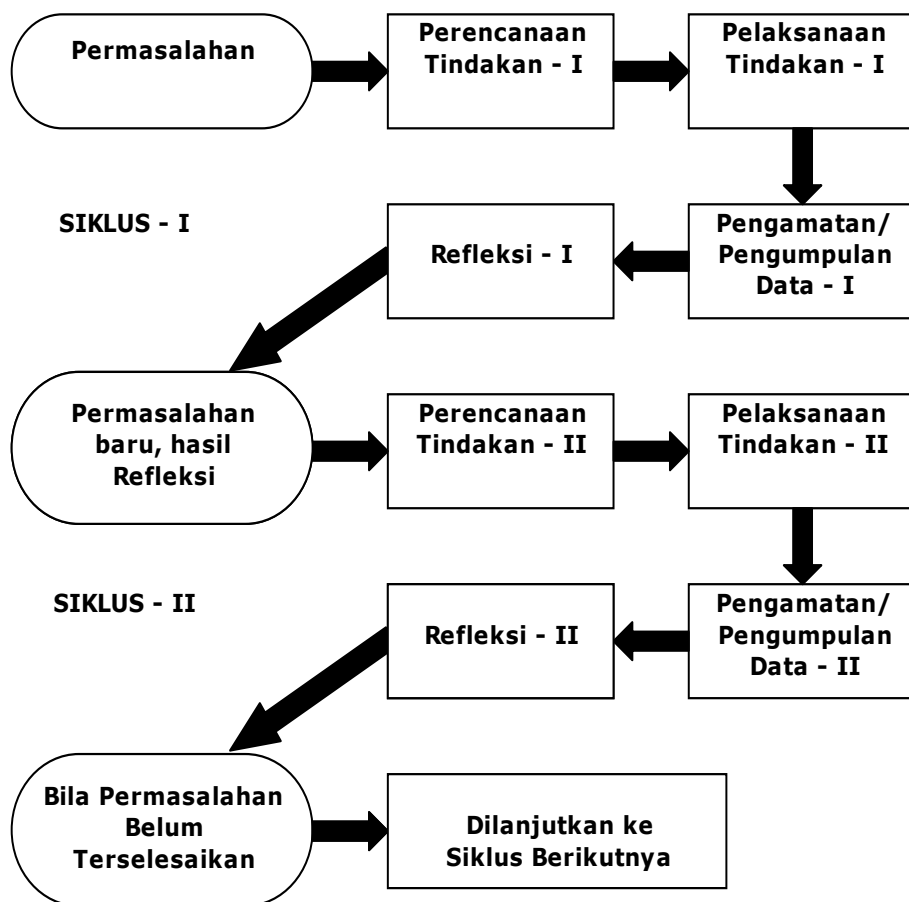 Permasalahan
Perencanaan
Tindakan - I
Pelaksanaan
Tindakan - I
SIKLUS - I
Refleksi - I
Pengamatan/
Pengumpulan
Data - I
Permasalahan
baru, hasil
Refleksi
Perencanaan
Tindakan - II
Pelaksanaan
Tindakan - II
SIKLUS - II
Refleksi - II
Pengamatan/
Pengumpulan
Data - II
Bila Permasalahan
Belum
Terselesaikan
Dilanjutkan ke
Siklus Berikutnya